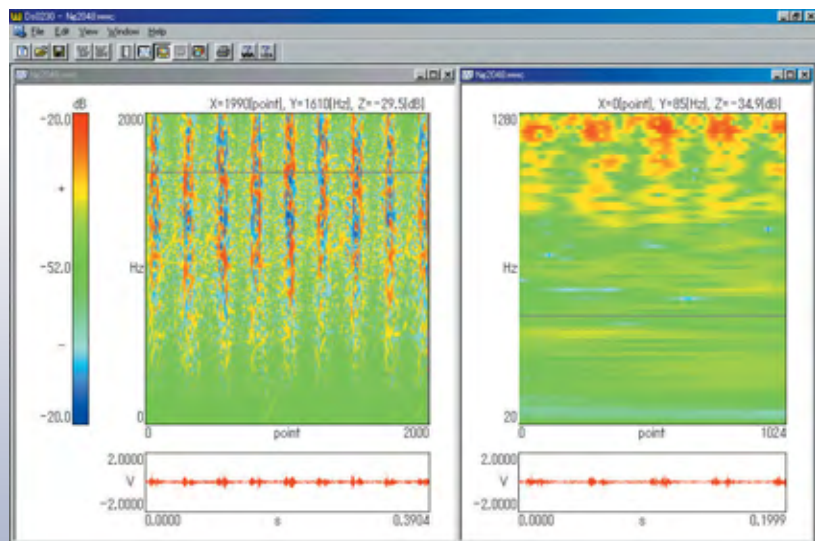 File Edit View Window Help
dB
X=1990[point], Y=1610[Hz], Z=-29.5[dB]
-20.0
+
-52.0
-
-20.0
2000
Hz
0
0 point 2000
2.0000
V
-2.0000
0.0000 s 0.3904
X=0[point], Y=85[Hz], Z=-34.9[dB]
1280
Hz
20
0 point 1024
2.0000
V
-2.0000
0.0000 s 0.1999